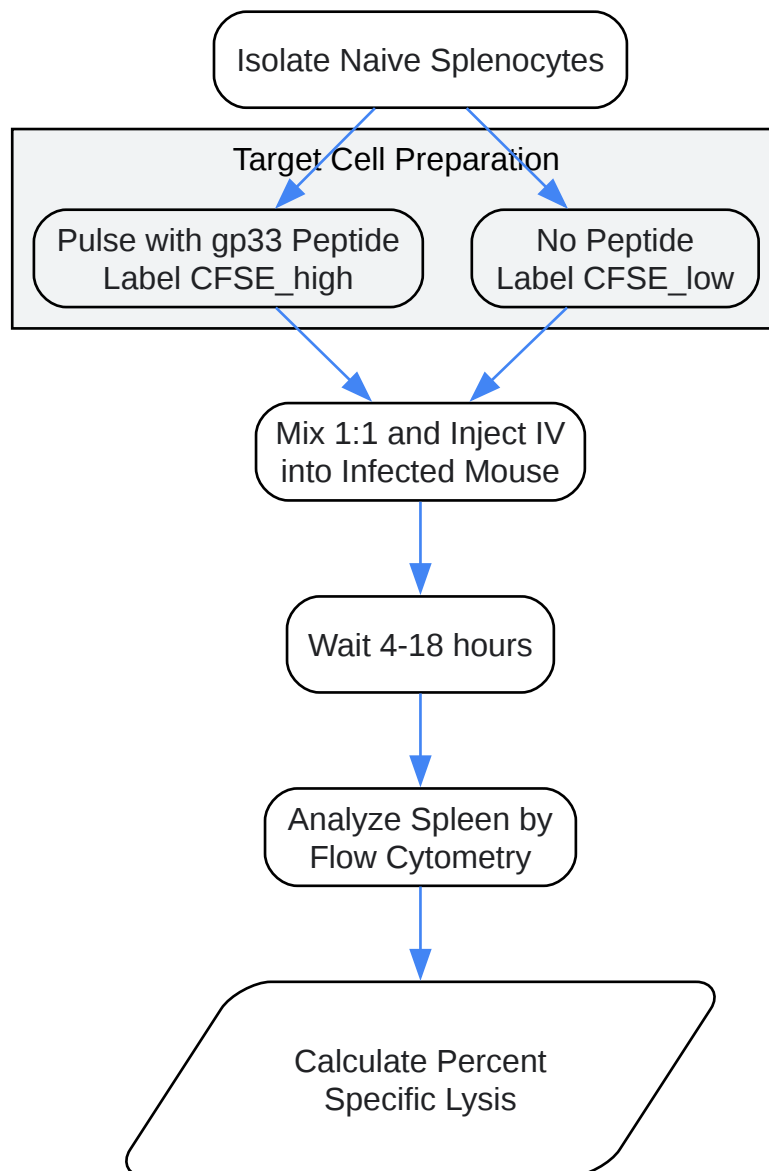 Isolate Naive Splenocytes
Target Cell Preparation
Pulse with gp33 Peptide
Label CFSE_high
No Peptide
Label CFSE_low
Mix 1:1 and Inject IV
into Infected Mouse
Wait 4-18 hours
Analyze Spleen by
Flow Cytometry
Calculate Percent
Specific Lysis